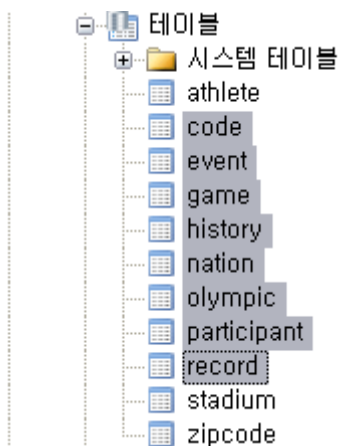 테이블
시스템 테이블
athlete
code
event
game
history
nation
olympic
participant
record
stadium
zipcode